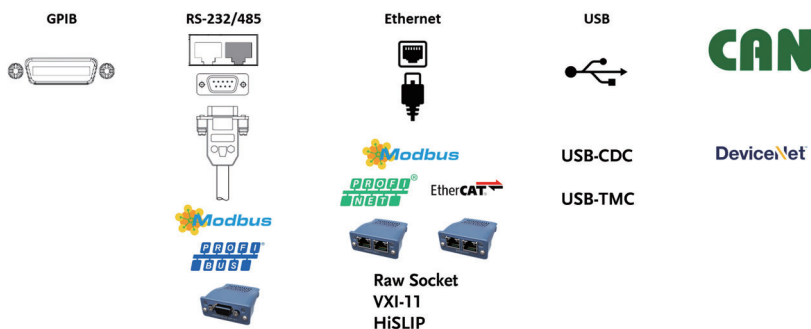 GPIB
RS-232/485
Ethernet
USB
CAN
Modbus
PROFI
NET
EtherCAT
USB-CDC
USB-TMC
DeviceNet
Modbus
PROFI
BUS
Raw Socket
VXI-11
HiSLIP